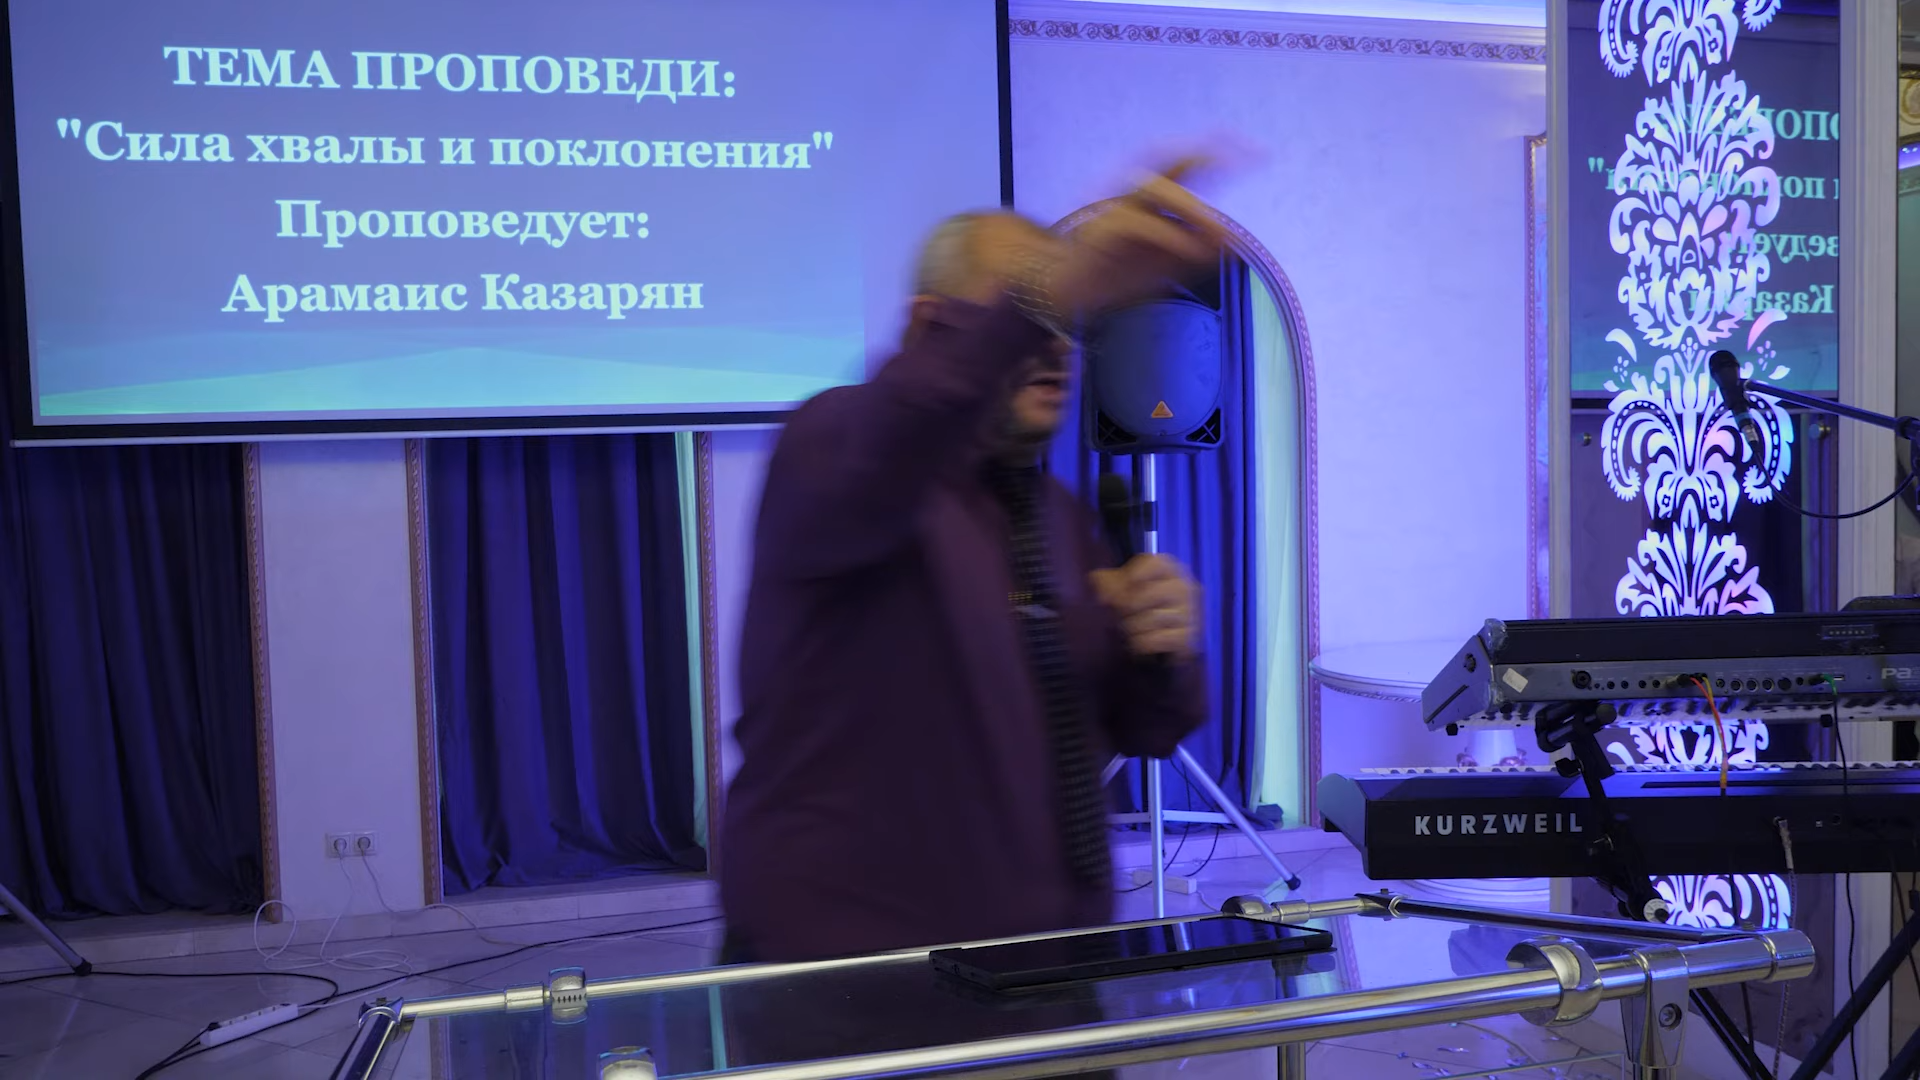 ТЕМА ПРОПОВЕДИ:
"Сила хвалы и поклонения"
Проповедует:
Арамаис Казарян
KURZWEIL